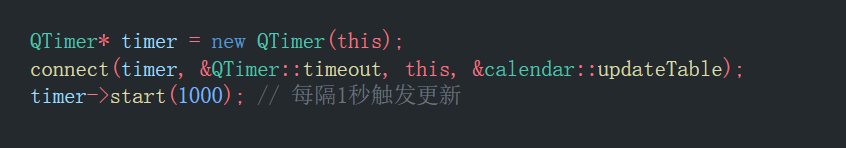 QTimer* timer = new QTimer(this);
connect(timer, &QTimer::timeout, this, &calendar::updateTable);
timer->start(1000); // 每隔1秒触发更新